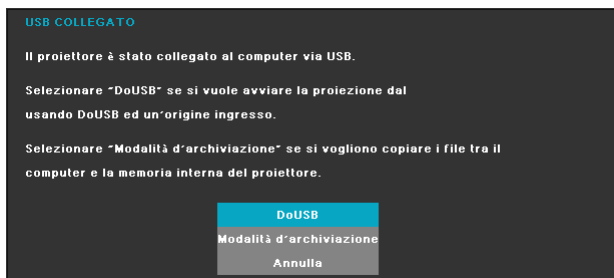 USB COLLEGATO
Il proiettore è stato collegato al computer via USB.
Selezionare "DoUSB" se si vuole avviare la proiezione dal
usando DoUSB ed un'origine ingresso.
Selezionare "Modalità d'archiviazione" se si vogliono copiare i file tra il
computer e la memoria interna del proiettore.
DoUSB
Modalità d'archiviazione
Annulla